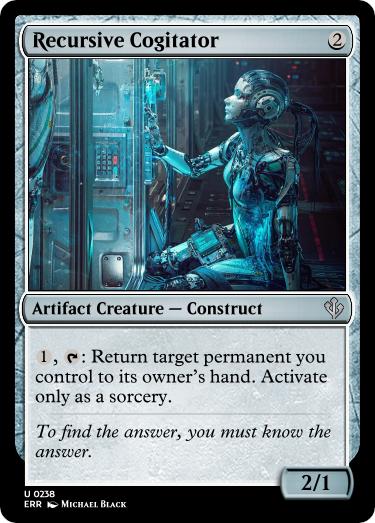 Recursive Cogitator 2
Artifact Creature — Construct
1, : Return target permanent you
control to its owner's hand. Activate
only as a sorcery.
To find the answer, you must know the
answer.
2/1
U 0238
ERR Michael Black